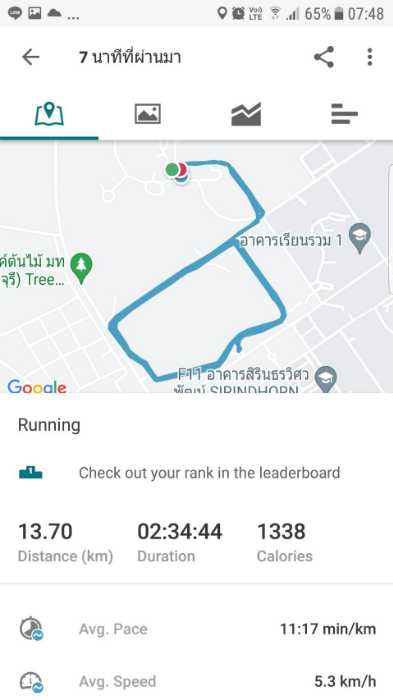 ... Vo)) LTE 65% 07:48
7 นาทีที่ผ่านมา
อาคารเรียนรวม 1
ค์ต้นไม้ มท
จุรี) Tree...
F11 อาคารสิรินธรวิศว
พัฒน์ SIRINDHORN
Google
Running
Check out your rank in the leaderboard
13.70 02:34:44 1338
Distance (km) Duration Calories
Avg. Pace 11:17 min/km
Avg. Speed 5.3 km/h